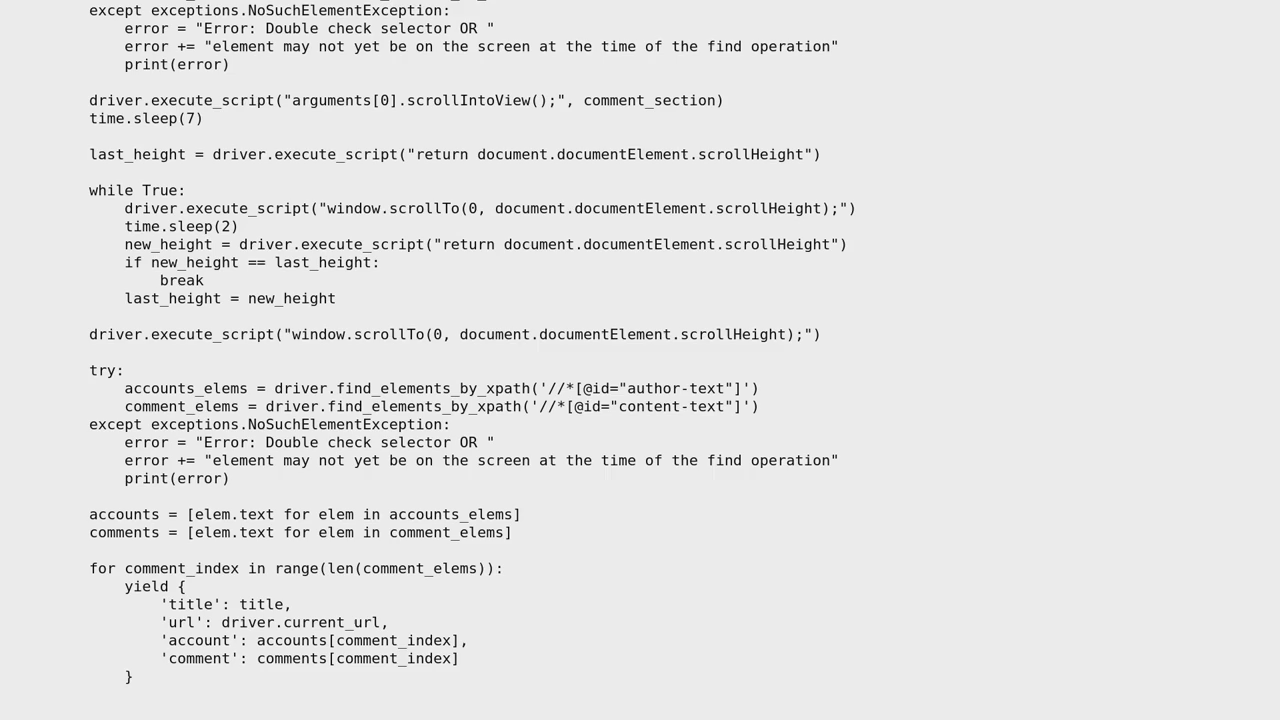 except exceptions.NoSuchElementException:
error = "Error: Double check selector OR "
error += "element may not yet be on the screen at the time of the find operation"
print(error)
driver.execute_script("arguments[0].scrollIntoView();", comment_section)
time.sleep(7)
last_height = driver.execute_script("return document.documentElement.scrollHeight")
while True:
driver.execute_script("window.scrollTo(0, document.documentElement.scrollHeight);")
time.sleep(2)
new_height = driver.execute_script("return document.documentElement.scrollHeight")
if new_height == last_height:
break
last_height = new_height
driver.execute_script("window.scrollTo(0, document.documentElement.scrollHeight);")
try:
accounts_elems = driver.find_elements_by_xpath('//*[@id="author-text"]')
comment_elems = driver.find_elements_by_xpath('//*[@id="content-text"]')
except exceptions.NoSuchElementException:
error = "Error: Double check selector OR "
error += "element may not yet be on the screen at the time of the find operation"
print(error)
accounts = [elem.text for elem in accounts_elems]
comments = [elem.text for elem in comment_elems]
for comment_index in range(len(comment_elems)):
yield {
'title': title,
'url': driver.current_url,
'account': accounts[comment_index],
'comment': comments[comment_index]
}